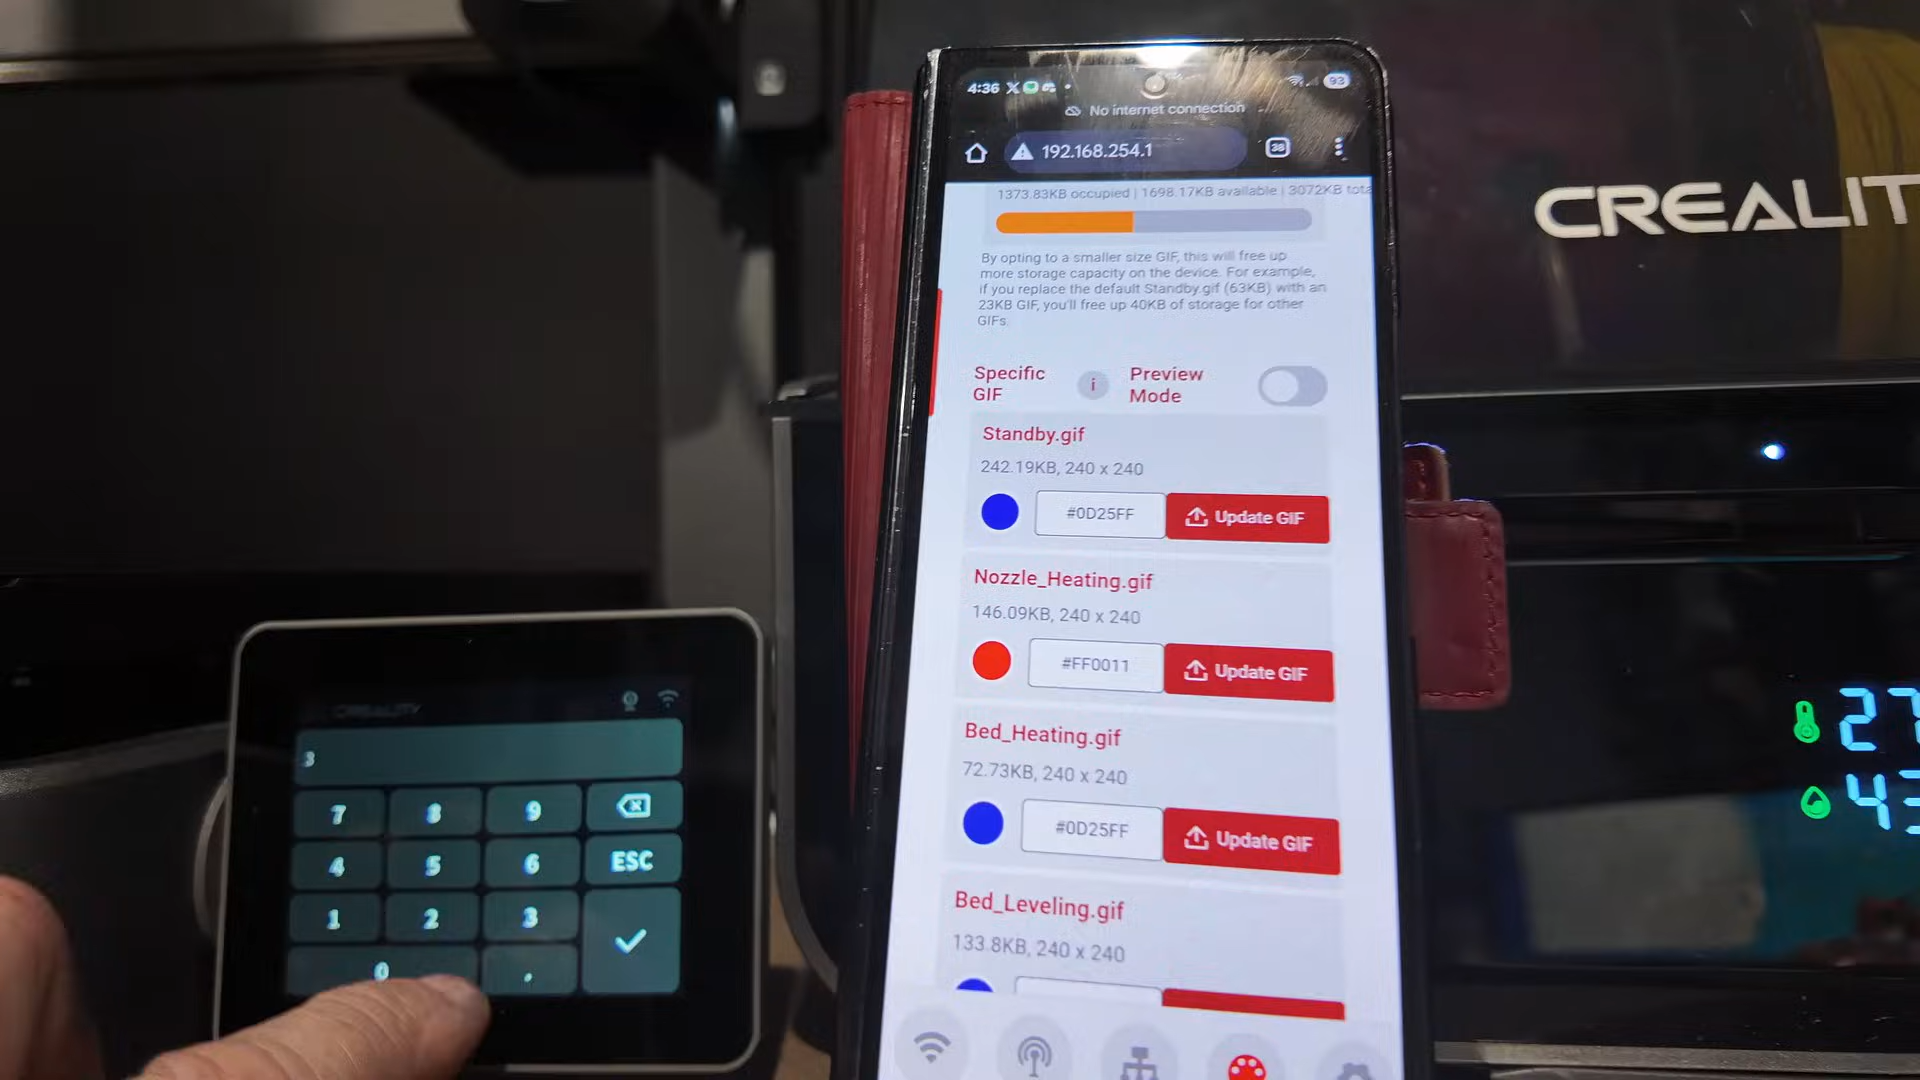 4:36
93
No internet connection
192.168.254.1
38
1373.83KB occupied | 1698.17KB available | 3072KB tota
By opting to a smaller size GIF, this will free up
more storage capacity on the device. For example,
if you replace the default Standby.gif (63KB) with an
23KB GIF, you'll free up 40KB of storage for other
GIFs.
Specific
GIF
i
Preview
Mode
Standby.gif
242.19KB, 240 x 240
#0D25FF
Update GIF
Nozzle_Heating.gif
146.09KB, 240 x 240
#FF0011
Update GIF
Bed_Heating.gif
72.73KB, 240 x 240
#0D25FF
Update GIF
Bed_Leveling.gif
133.8KB, 240 x 240
CREALIT
27
43
CREALITY
3
7 8 9
4 5 6 ESC
1 2 3
0 .